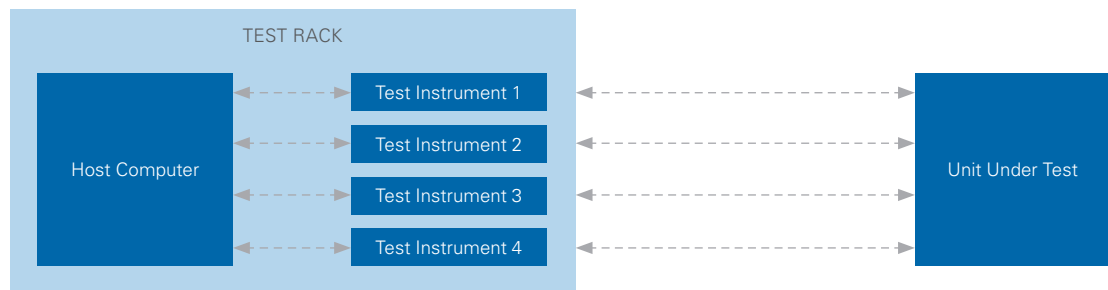 TEST RACK
Host Computer
Test Instrument 1
Test Instrument 2
Test Instrument 3
Test Instrument 4
Unit Under Test